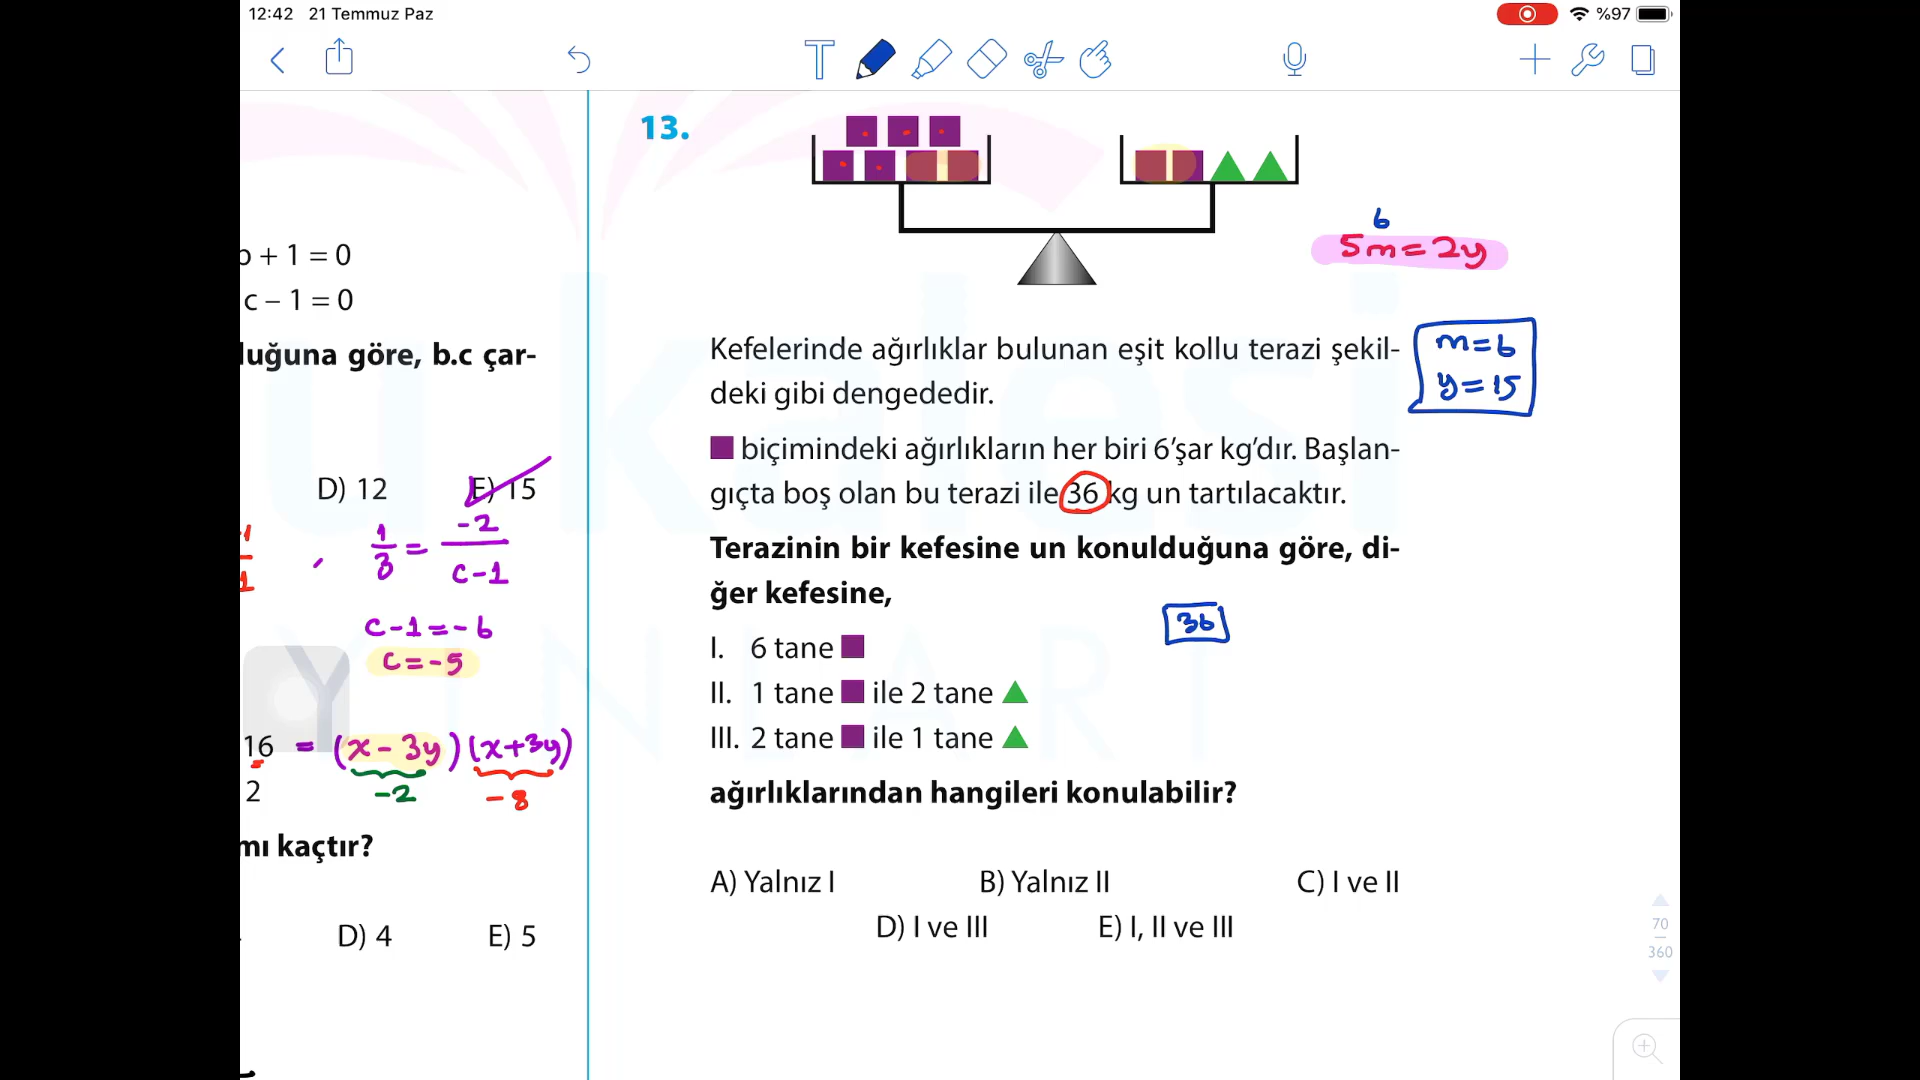 12:42 21 Temmuz Paz
%97
b + 1 = 0
c – 1 = 0
luğuna göre, b.c çar-
D) 12 E) 15
1/3 = -2/(c-1)
c-1=-6
c=-5
16 = (x-3y)(x+3y)
2 -2 -8
mı kaçtır?
D) 4 E) 5
13.
6
5m=2y
m=6
y=15
Kefelerinde ağırlıklar bulunan eşit kollu terazi şekil-
deki gibi dengededir.
biçimindeki ağırlıkların her biri 6’şar kg’dır. Başlan-
gıçta boş olan bu terazi ile 36 kg un tartılacaktır.
Terazinin bir kefesine un konulduğuna göre, di-
ğer kefesine,
36
I. 6 tane
II. 1 tane ile 2 tane
III. 2 tane ile 1 tane
ağırlıklarından hangileri konulabilir?
A) Yalnız I B) Yalnız II C) I ve II
D) I ve III E) I, II ve III
70
360